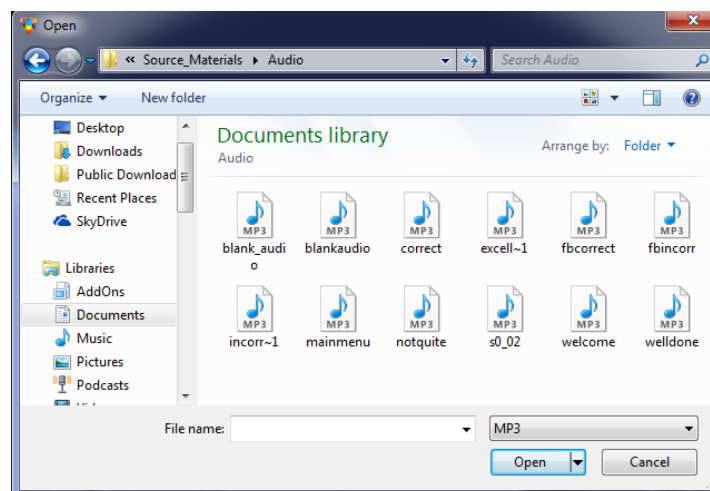 Open
« Source_Materials Audio
Search Audio
Organize New folder
Desktop
Downloads
Public Download
Recent Places
SkyDrive
Libraries
AddOns
Documents
Music
Pictures
Podcasts
Documents library
Audio
Arrange by: Folder
MP3 MP3 MP3 MP3 MP3 MP3
blank_audi blankaudio correct excell~1 fbcorrect fbincorr
o
MP3 MP3 MP3 MP3 MP3 MP3
incorr~1 mainmenu notquite s0_02 welcome welldone
File name: MP3
Open Cancel